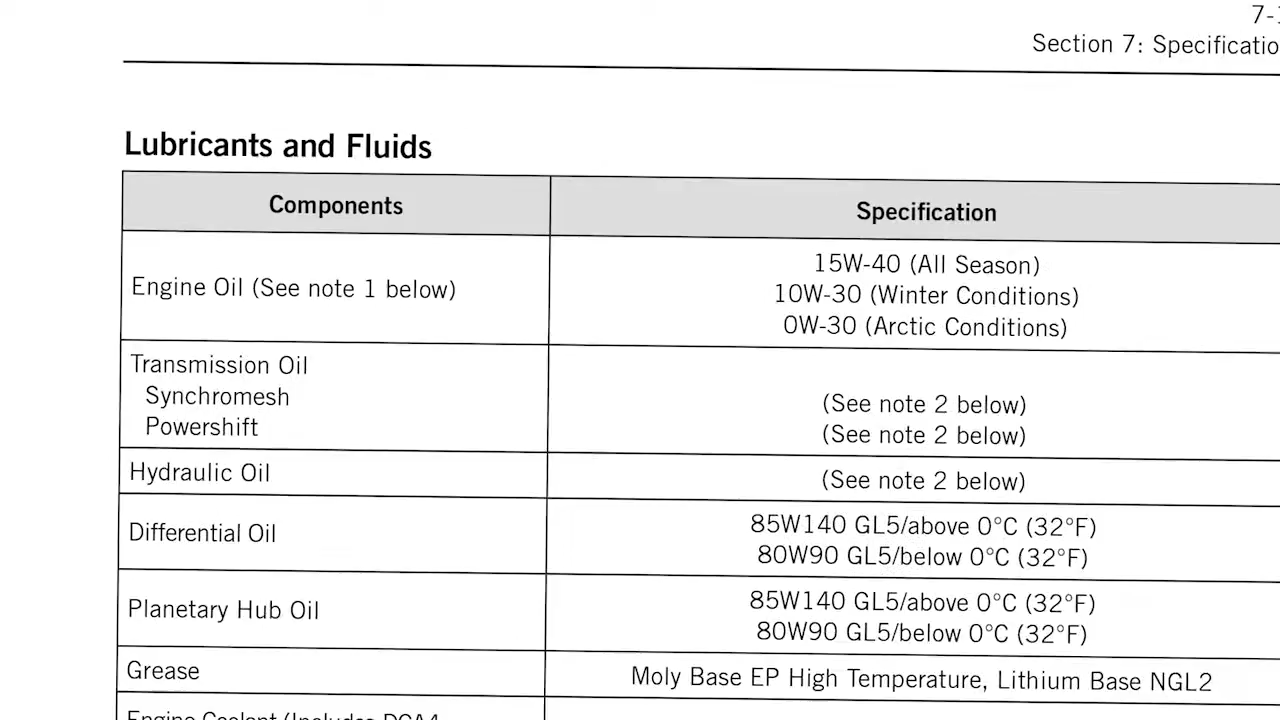 Section 7: Specificatio
Lubricants and Fluids
Components
Specification
Engine Oil (See note 1 below)
15W-40 (All Season)
10W-30 (Winter Conditions)
0W-30 (Arctic Conditions)
Transmission Oil
Synchromesh
(See note 2 below)
Powershift
(See note 2 below)
Hydraulic Oil
(See note 2 below)
Differential Oil
85W140 GL5/above 0°C (32°F)
80W90 GL5/below 0°C (32°F)
Planetary Hub Oil
85W140 GL5/above 0°C (32°F)
80W90 GL5/below 0°C (32°F)
Grease
Moly Base EP High Temperature, Lithium Base NGL2
Engine Coolant (Includes DCA4